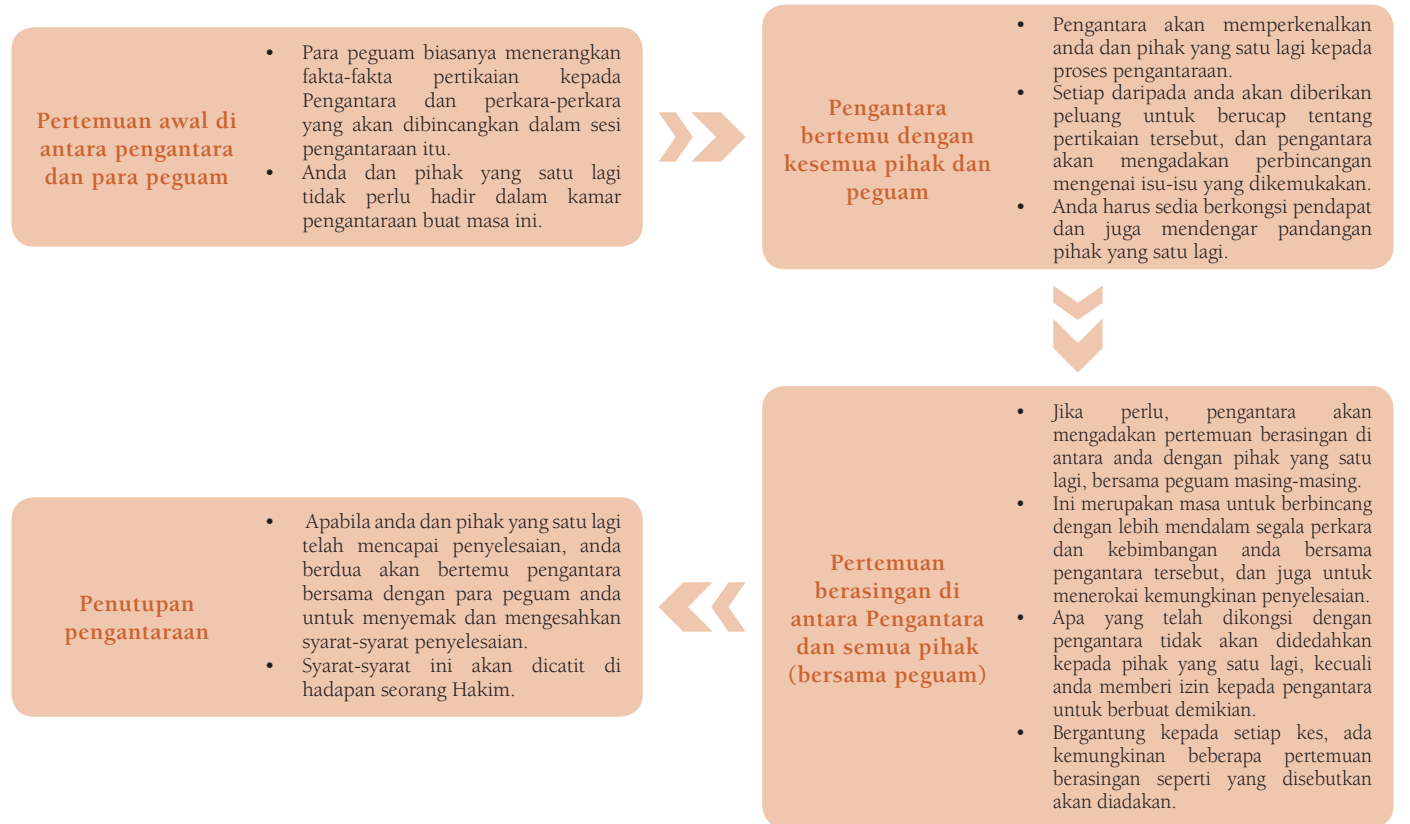 Pertemuan awal di
antara pengantara
dan para peguam
• Para peguam biasanya menerangkan
fakta-fakta pertikaian kepada
Pengantara dan perkara-perkara
yang akan dibincangkan dalam sesi
pengantaraan itu.
• Anda dan pihak yang satu lagi
tidak perlu hadir dalam kamar
pengantaraan buat masa ini.
Pengantara
bertemu dengan
kesemua pihak dan
peguam
• Pengantara akan memperkenalkan
anda dan pihak yang satu lagi kepada
proses pengantaraan.
• Setiap daripada anda akan diberikan
peluang untuk berucap tentang
pertikaian tersebut, dan pengantara
akan mengadakan perbincangan
mengenai isu-isu yang dikemukakan.
• Anda harus sedia berkongsi pendapat
dan juga mendengar pandangan
pihak yang satu lagi.
Pertemuan
berasingan di
antara Pengantara
dan semua pihak
(bersama peguam)
• Jika perlu, pengantara akan
mengadakan pertemuan berasingan di
antara anda dengan pihak yang satu
lagi, bersama peguam masing-masing.
• Ini merupakan masa untuk berbincang
dengan lebih mendalam segala perkara
dan kebimbangan anda bersama
pengantara tersebut, dan juga untuk
menerokai kemungkinan penyelesaian.
• Apa yang telah dikongsi dengan
pengantara tidak akan didedahkan
kepada pihak yang satu lagi, kecuali
anda memberi izin kepada pengantara
untuk berbuat demikian.
• Bergantung kepada setiap kes, ada
kemungkinan beberapa pertemuan
berasingan seperti yang disebutkan
akan diadakan.
Penutupan
pengantaraan
• Apabila anda dan pihak yang satu lagi
telah mencapai penyelesaian, anda
berdua akan bertemu pengantara
bersama dengan para peguam anda
untuk menyemak dan mengesahkan
syarat-syarat penyelesaian.
• Syarat-syarat ini akan dicatit di
hadapan seorang Hakim.